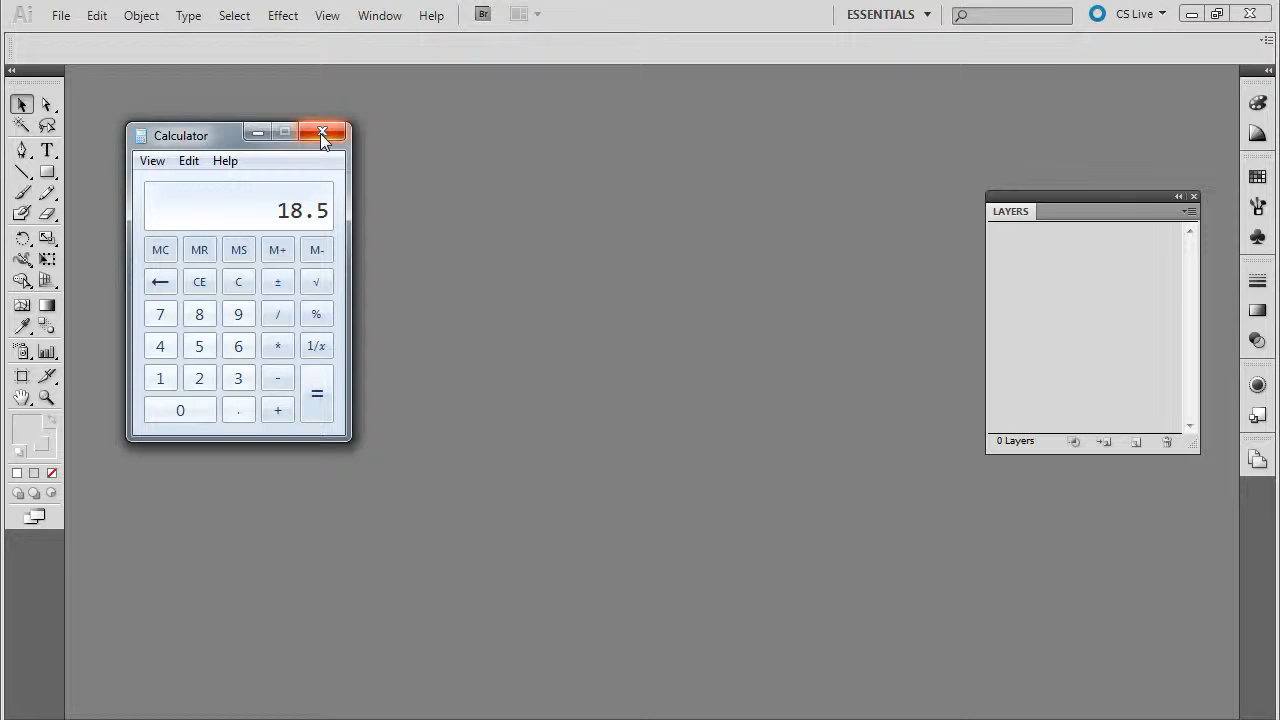 Ai File Edit Object Type Select Effect View Window Help Br ESSENTIALS CS Live
Calculator
View Edit Help
18.5
MC MR MS M+ M-
← CE C ± √
7 8 9 / %
4 5 6 * 1/x
1 2 3 - =
0 . +
LAYERS
0 Layers